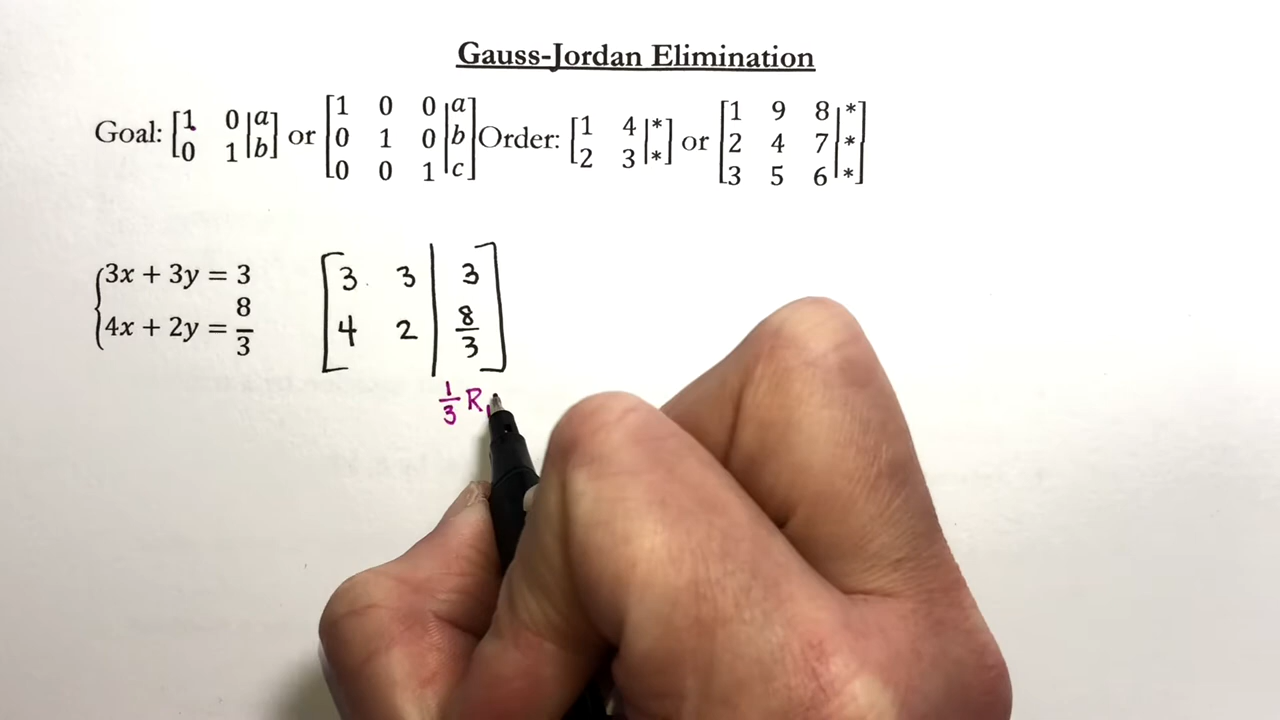 Gauss-Jordan Elimination
Goal: [1 0 | a] or [1 0 0 | a] Order: [1 4 | *] or [1 9 8 | *]
[0 1 | b] [0 1 0 | b] [2 3 | *] [2 4 7 | *]
[0 0 1 | c] [3 5 6 | *]
{3x + 3y = 3 [3 3 | 3]
{4x + 2y = 8/3 [4 2 | 8/3]
1/3 R1